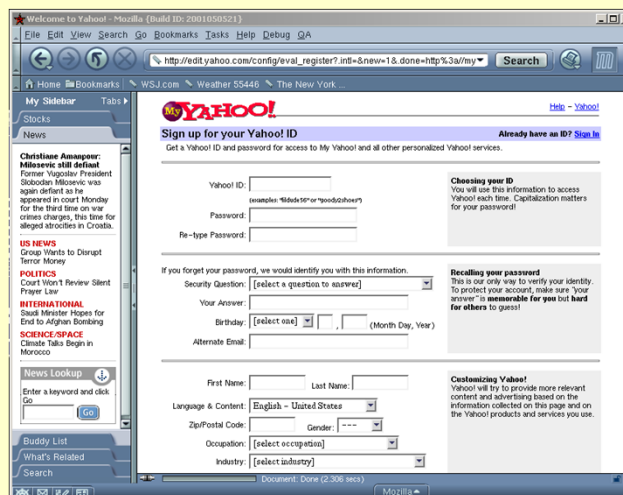 Welcome to Yahoo! - Mozilla {Build ID: 2001050521}
File Edit View Search Go Bookmarks Tasks Help Debug QA
http://edit.yahoo.com/config/eval_register?.intl=&new=1&.done=http%3a//my
Search
Home Bookmarks WSJ.com Weather 55446 The New York ...
My Sidebar Tabs
Stocks
News
Christiane Amanpour:
Milosevic still defiant
Former Yugoslav President
Slobodan Milosevic was
again defiant as he
appeared in court Monday
for the third time on war
crimes charges, this time for
alleged atrocities in Croatia.
US NEWS
Group Wants to Disrupt
Terror Money
POLITICS
Court Won't Review Silent
Prayer Law
INTERNATIONAL
Saudi Minister Hopes for
End to Afghan Bombing
SCIENCE/SPACE
Climate Talks Begin in
Morocco
News Lookup
Enter a keyword and click
Go
Go
Buddy List
What's Related
Search
My YAHOO!
Help - Yahoo!
Sign up for your Yahoo! ID
Already have an ID? Sign In
Get a Yahoo! ID and password for access to My Yahoo! and all other personalized Yahoo! services.
Yahoo! ID:
(examples: "lildude56" or "goody2shoes")
Password:
Re-type Password:
Choosing your ID
You will use this information to access
Yahoo! each time. Capitalization matters
for your password!
If you forget your password, we would identify you with this information.
Security Question: [select a question to answer]
Your Answer:
Birthday: [select one] , (Month Day, Year)
Alternate Email:
Recalling your password
This is our only way to verify your identity.
To protect your account, make sure "your
answer" is memorable for you but hard
for others to guess!
First Name: Last Name:
Language & Content: English - United States
Zip/Postal Code: Gender: ---
Occupation: [select occupation]
Industry: [select industry]
Customizing Yahoo!
Yahoo! will try to provide more relevant
content and advertising based on the
information collected on this page and on
the Yahoo! products and services you use.
Document: Done (2.306 secs)
Mozilla